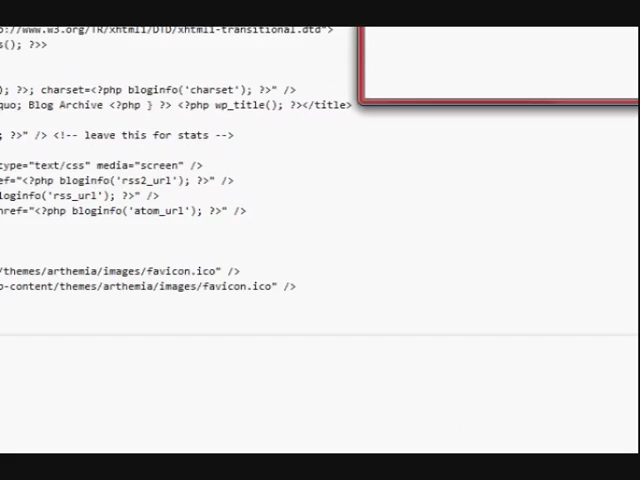 ://www.w3.org/TR/xhtml1/DTD/xhtml1-transitional.dtd">
s(); ?>>
); ?>; charset=<?php bloginfo('charset'); ?>" />
quo; Blog Archive <?php } ?> <?php wp_title(); ?></title>
; ?>" /> <!-- leave this for stats -->
type="text/css" media="screen" />
ef="<?php bloginfo('rss2_url'); ?>" />
loginfo('rss_url'); ?>" />
href="<?php bloginfo('atom_url'); ?>" />
/themes/arthemia/images/favicon.ico" />
p-content/themes/arthemia/images/favicon.ico" />